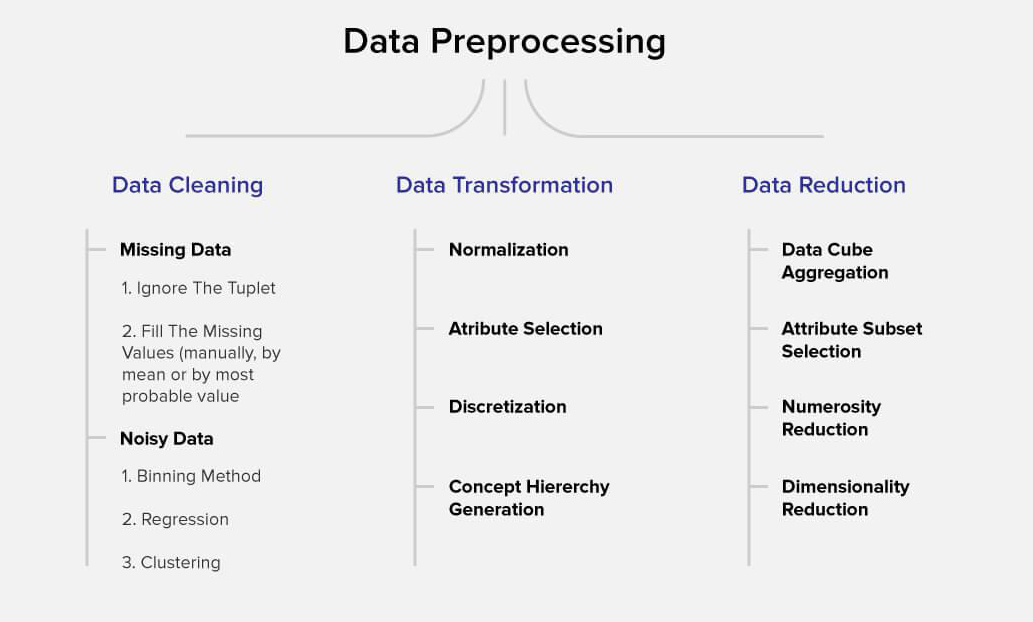 Data Preprocessing
Data Cleaning
Missing Data
1. Ignore The Tuplet
2. Fill The Missing
Values (manually, by
mean or by most
probable value
Noisy Data
1. Binning Method
2. Regression
3. Clustering
Data Transformation
Normalization
Atribute Selection
Discretization
Concept Hiererchy
Generation
Data Reduction
Data Cube
Aggregation
Attribute Subset
Selection
Numerosity
Reduction
Dimensionality
Reduction